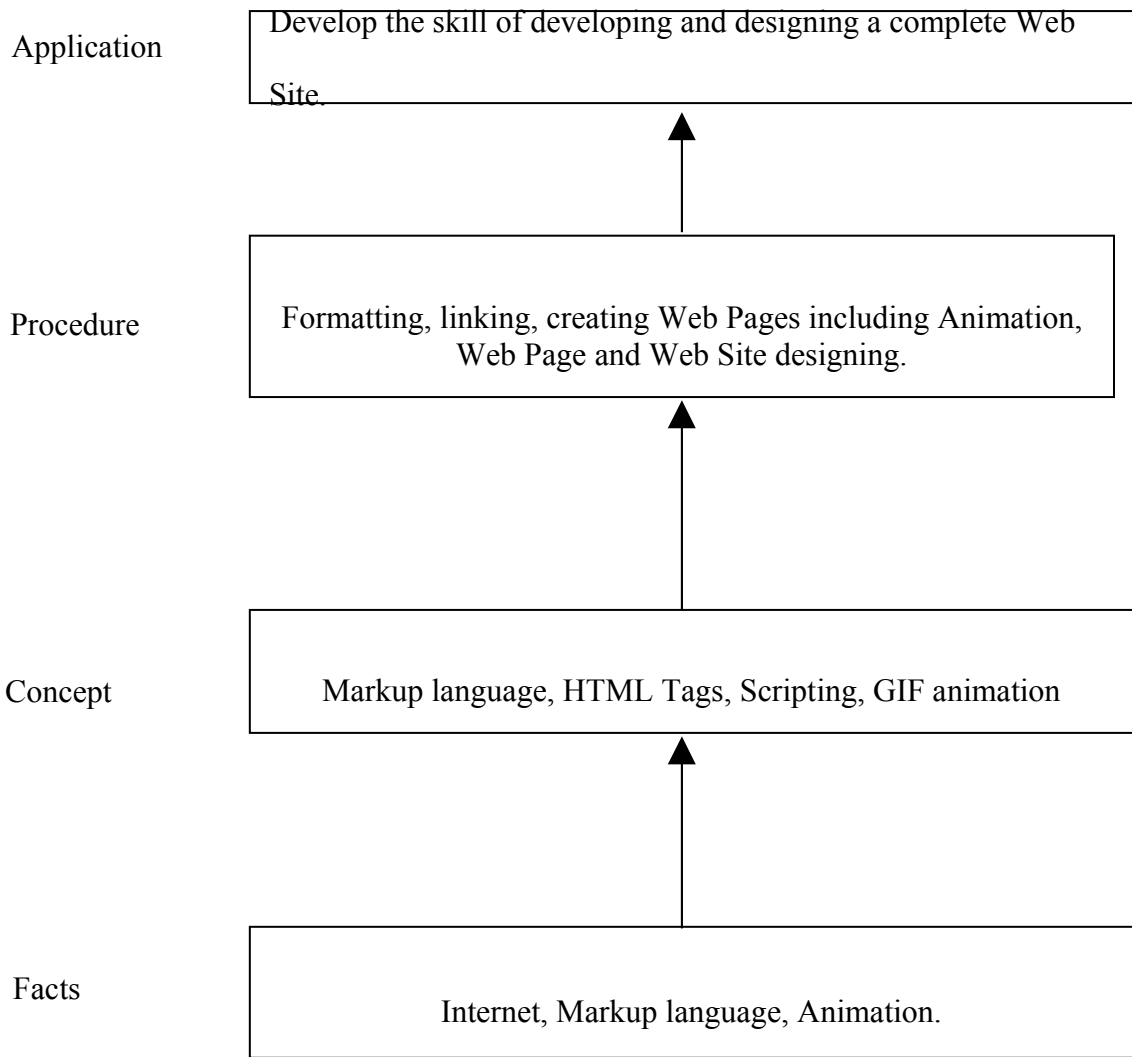 Application
Develop the skill of developing and designing a complete Web
Site.
Procedure
Formatting, linking, creating Web Pages including Animation,
Web Page and Web Site designing.
Concept
Markup language, HTML Tags, Scripting, GIF animation
Facts
Internet, Markup language, Animation.